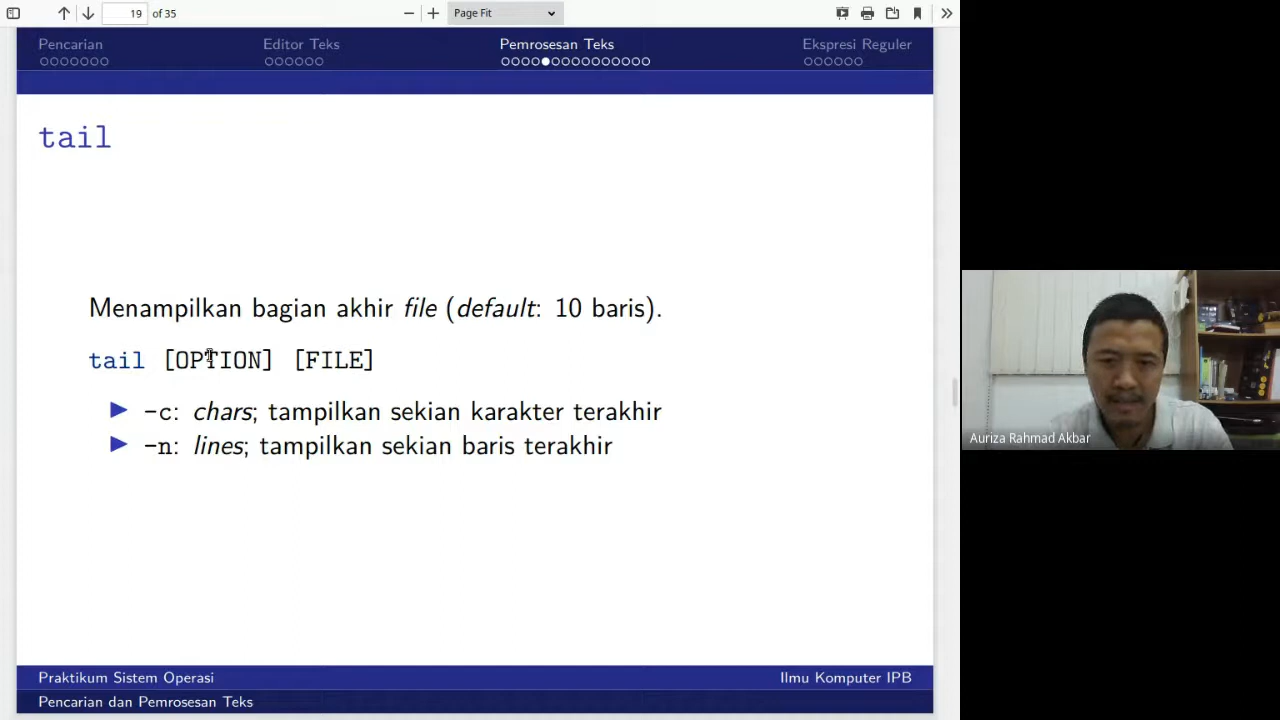 19 of 35
Page Fit
Pencarian
Editor Teks
Pemrosesan Teks
Ekspresi Reguler
tail
Menampilkan bagian akhir file (default: 10 baris).
tail [OPTION] [FILE]
-c: chars; tampilkan sekian karakter terakhir
-n: lines; tampilkan sekian baris terakhir
Auriza Rahmad Akbar
Praktikum Sistem Operasi
Ilmu Komputer IPB
Pencarian dan Pemrosesan Teks